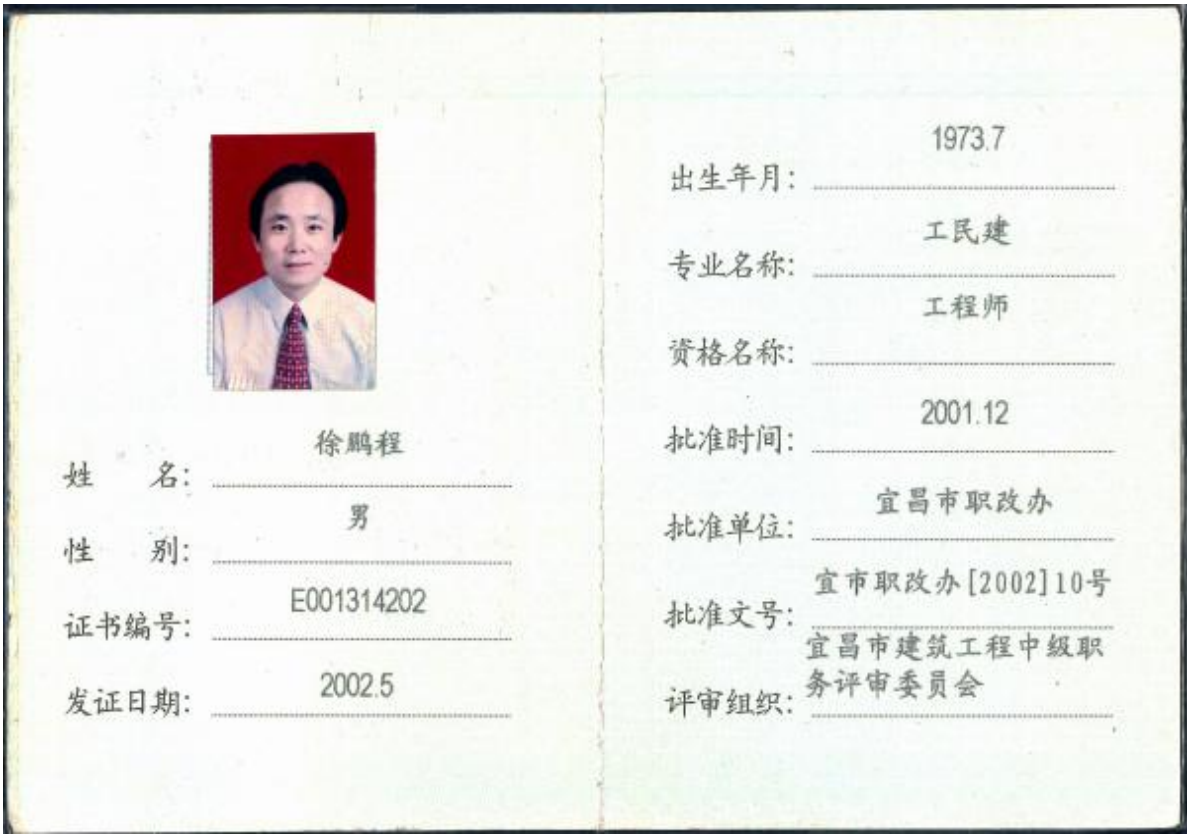 徐鹏程
姓 名:
男
性 别:
E001314202
证书编号:
2002.5
发证日期:
1973.7
出生年月:
工民建
专业名称:
工程师
资格名称:
2001.12
批准时间:
宜昌市职改办
批准单位:
宜市职改办[2002]10号
批准文号:
宜昌市建筑工程中级职
务评审委员会
评审组织: